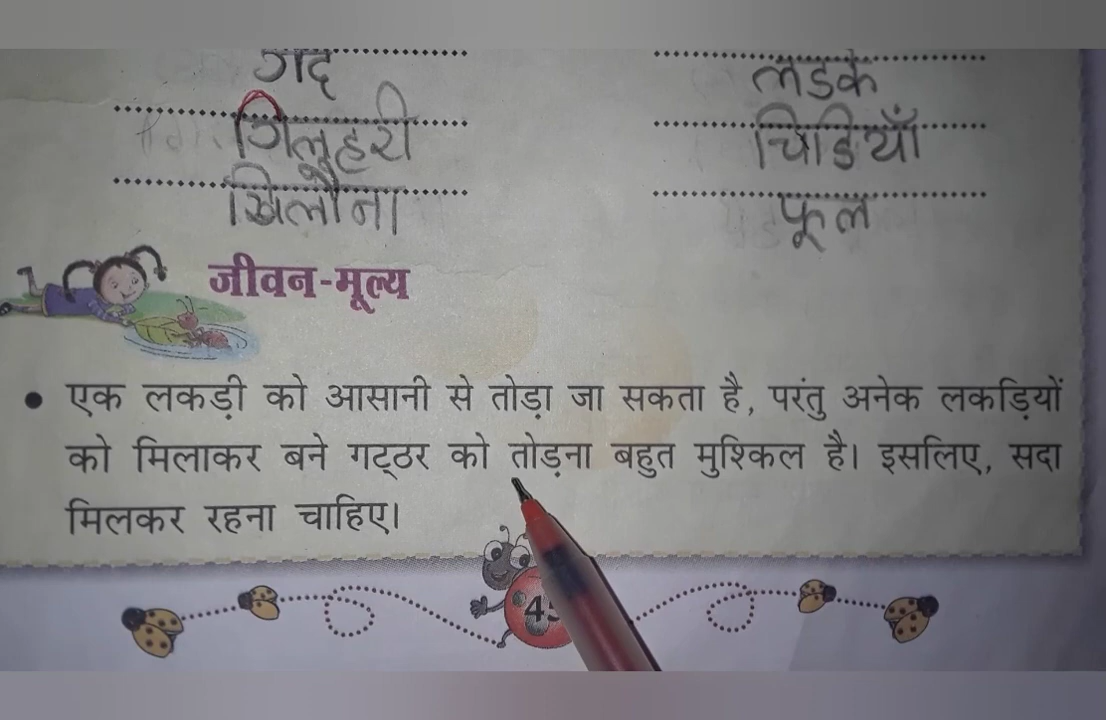 गेंद लड़के
गिलहरी चिडियाँ
खिलौना फूल
जीवन-मूल्य
• एक लकड़ी को आसानी से तोड़ा जा सकता है, परंतु अनेक लकड़ियों
को मिलाकर बने गट्ठर को तोड़ना बहुत मुश्किल है। इसलिए, सदा
मिलकर रहना चाहिए।